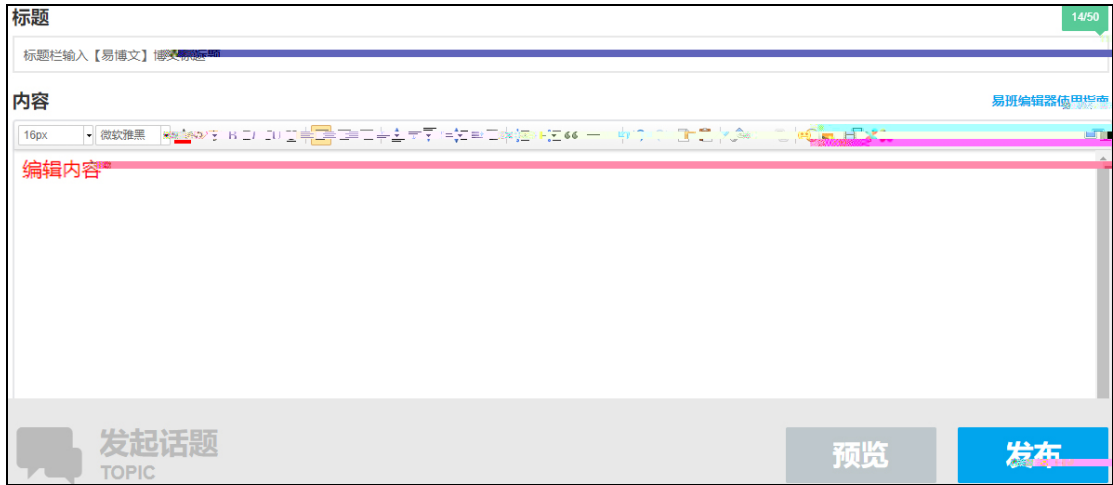 标题
14/50
标题栏输入【易博文】博文标题
内容
易班编辑器使用指南
16px 微软雅黑
编辑内容
发起话题
TOPIC
预览
发布